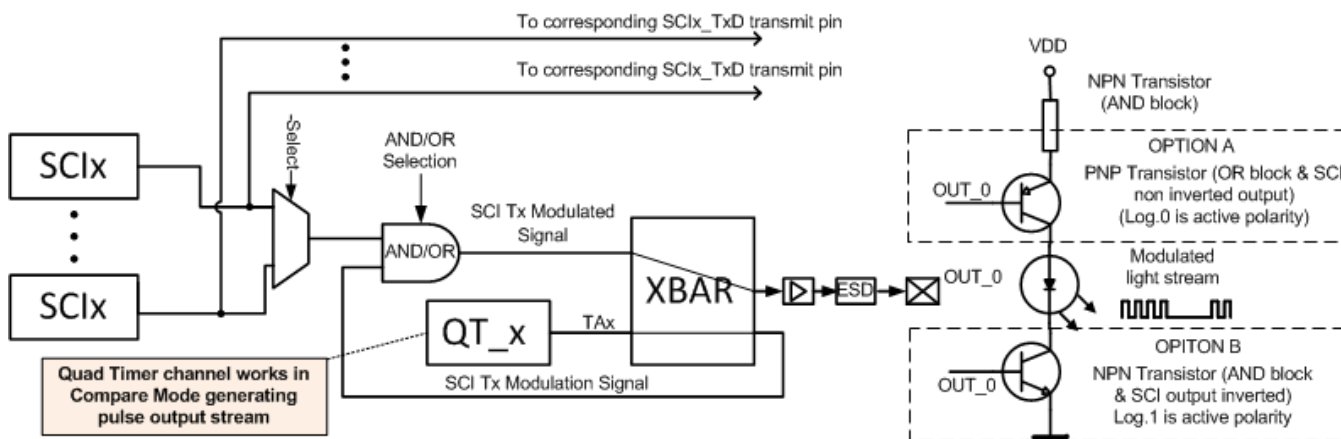 To corresponding SCIx_TxD transmit pin
To corresponding SCIx_TxD transmit pin
SCIx
SCIx
-Select
AND/OR
Selection
AND/OR
SCI Tx Modulated
Signal
XBAR
QT_x
TAx
SCI Tx Modulation Signal
Quad Timer channel works in
Compare Mode generating
pulse output stream
ESD
OUT_0
VDD
NPN Transistor
(AND block)
OPTION A
PNP Transistor (OR block & SCI
non inverted output)
(Log.0 is active polarity)
OUT_0
Modulated
light stream
OPITON B
NPN Transistor (AND block
& SCI output inverted)
Log.1 is active polarity
OUT_0